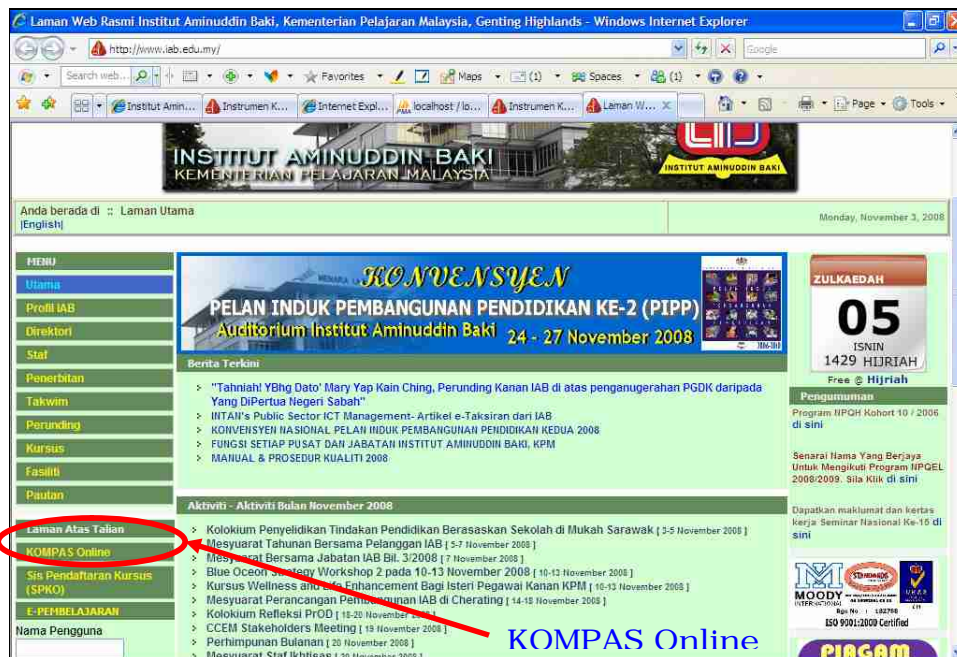 Laman Web Rasmi Institut Aminuddin Baki, Kementerian Pelajaran Malaysia, Genting Highlands - Windows Internet Explorer
http://www.iab.edu.my/
Google
Search web...
Favorites
Maps
(1)
Spaces
(1)
Institut Amin...
Instrumen K...
Internet Expl...
localhost / lo...
Instrumen K...
Laman W...
Page
Tools
INSTITUT AMINUDDIN BAKI
KEMENTERIAN PELAJARAN MALAYSIA
INSTITUT AMINUDDIN BAKI
Anda berada di :: Laman Utama
|English|
Monday, November 3, 2008
MENU
Utama
Profil IAB
Direktori
Staf
Penerbitan
Takwim
Perunding
Kursus
Fasiliti
Pautan
Laman Atas Talian
KOMPAS Online
Sis Pendaftaran Kursus
(SPKO)
E-PEMBELAJARAN
Nama Pengguna
KONVENSYEN
PELAN INDUK PEMBANGUNAN PENDIDIKAN KE-2 (PIPP)
Auditorium Institut Aminuddin Baki 24 - 27 November 2008
Berita Terkini
> "Tahniah! YBhg Dato' Mary Yap Kain Ching, Perunding Kanan IAB di atas penganugerahan PGDK daripada
Yang DiPertua Negeri Sabah"
> INTAN's Public Sector ICT Management- Artikel e-Taksiran dari IAB
> KONVENSYEN NASIONAL PELAN INDUK PEMBANGUNAN PENDIDIKAN KEDUA 2008
> FUNGSI SETIAP PUSAT DAN JABATAN INSTITUT AMINUDDIN BAKI, KPM
> MANUAL & PROSEDUR KUALITI 2008
Aktiviti - Aktiviti Bulan November 2008
> Kolokium Penyelidikan Tindakan Pendidikan Berasaskan Sekolah di Mukah Sarawak [ 3-5 November 2008 ]
> Mesyuarat Tahunan Bersama Pelanggan IAB [ 5-7 November 2008 ]
> Mesyuarat Bersama Jabatan IAB Bil. 3/2008 [ 7 November 2008 ]
> Blue Oceon Strategy Workshop 2 pada 10-13 November 2008 [ 10-13 November 2008 ]
> Kursus Wellness and Life Enhancement Bagi Isteri Pegawai Kanan KPM [ 10-13 November 2008 ]
> Mesyuarat Perancangan Pembangunan IAB di Cherating [ 14-18 November 2008 ]
> Kolokium Refleksi PrOD [ 18-20 November 2008 ]
> CCEM Stakeholders Meeting [ 19 November 2008 ]
> Perhimpunan Bulanan [ 20 November 2008 ]
> Mesyuarat Staf Ikhtisas [ 20 November 2008 ]
KOMPAS Online
ZULKAEDAH
05
ISNIN
1429 HIJRIAH
Free @ Hijriah
Pengumuman
Program NPQH Kohort 10 / 2006
di sini
Senarai Nama Yang Berjaya
Untuk Mengikuti Program NPQEL
2008/2009. Sila Klik di sini
Dapatkan maklumat dan kertas
kerja Seminar Nasional Ke-15 di
sini
MOODY
INTERNATIONAL
STANDARDS
UKAS
ISO 9001:2000 Certified
PIAGAM